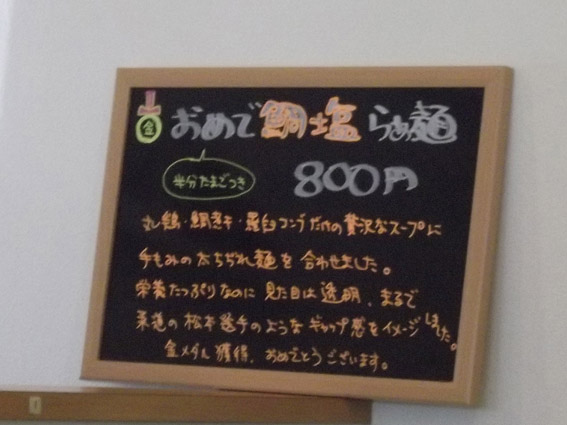 金 おめで鯛塩らぁ麺
半分たまごつき
800円
丸鶏・鯛煮干・羅臼コンブだけの贅沢なスープに
手もみの太ちぢれ麺を合わせました。
栄養たっぷりなのに見た目は透明、まるで
柔道の松本選手のようなギャップ感をイメージしました。
金メダル獲得、おめでとうございます。